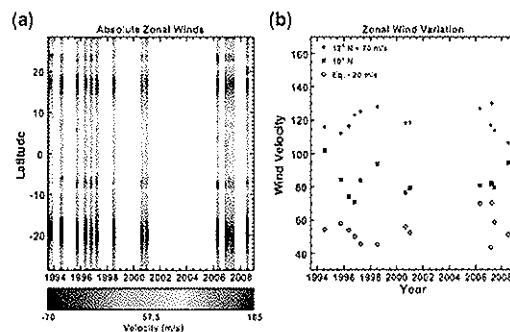 (a)
Absolute Zonal Winds
Latitude
20
10
0
-10
-20
1994 1996 1998 2000 2002 2004 2006 2008
-70 57.5 185
Velocity (m/s)
(b)
Zonal Wind Variation
Wind Velocity
160
140
120
100
80
60
40
1994 1996 1998 2000 2002 2004 2006 2008
Year
N + 70 m/s
N
Eq. - 20 m/s